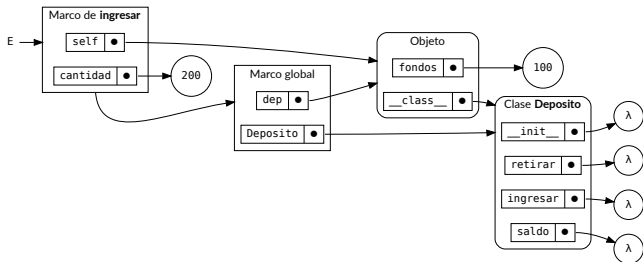 Marco de ingresar
E
self
cantidad
200
Marco global
dep
Deposito
Objeto
fondos
__class__
100
Clase Deposito
__init__
retirar
ingresar
saldo
λ
λ
λ
λ